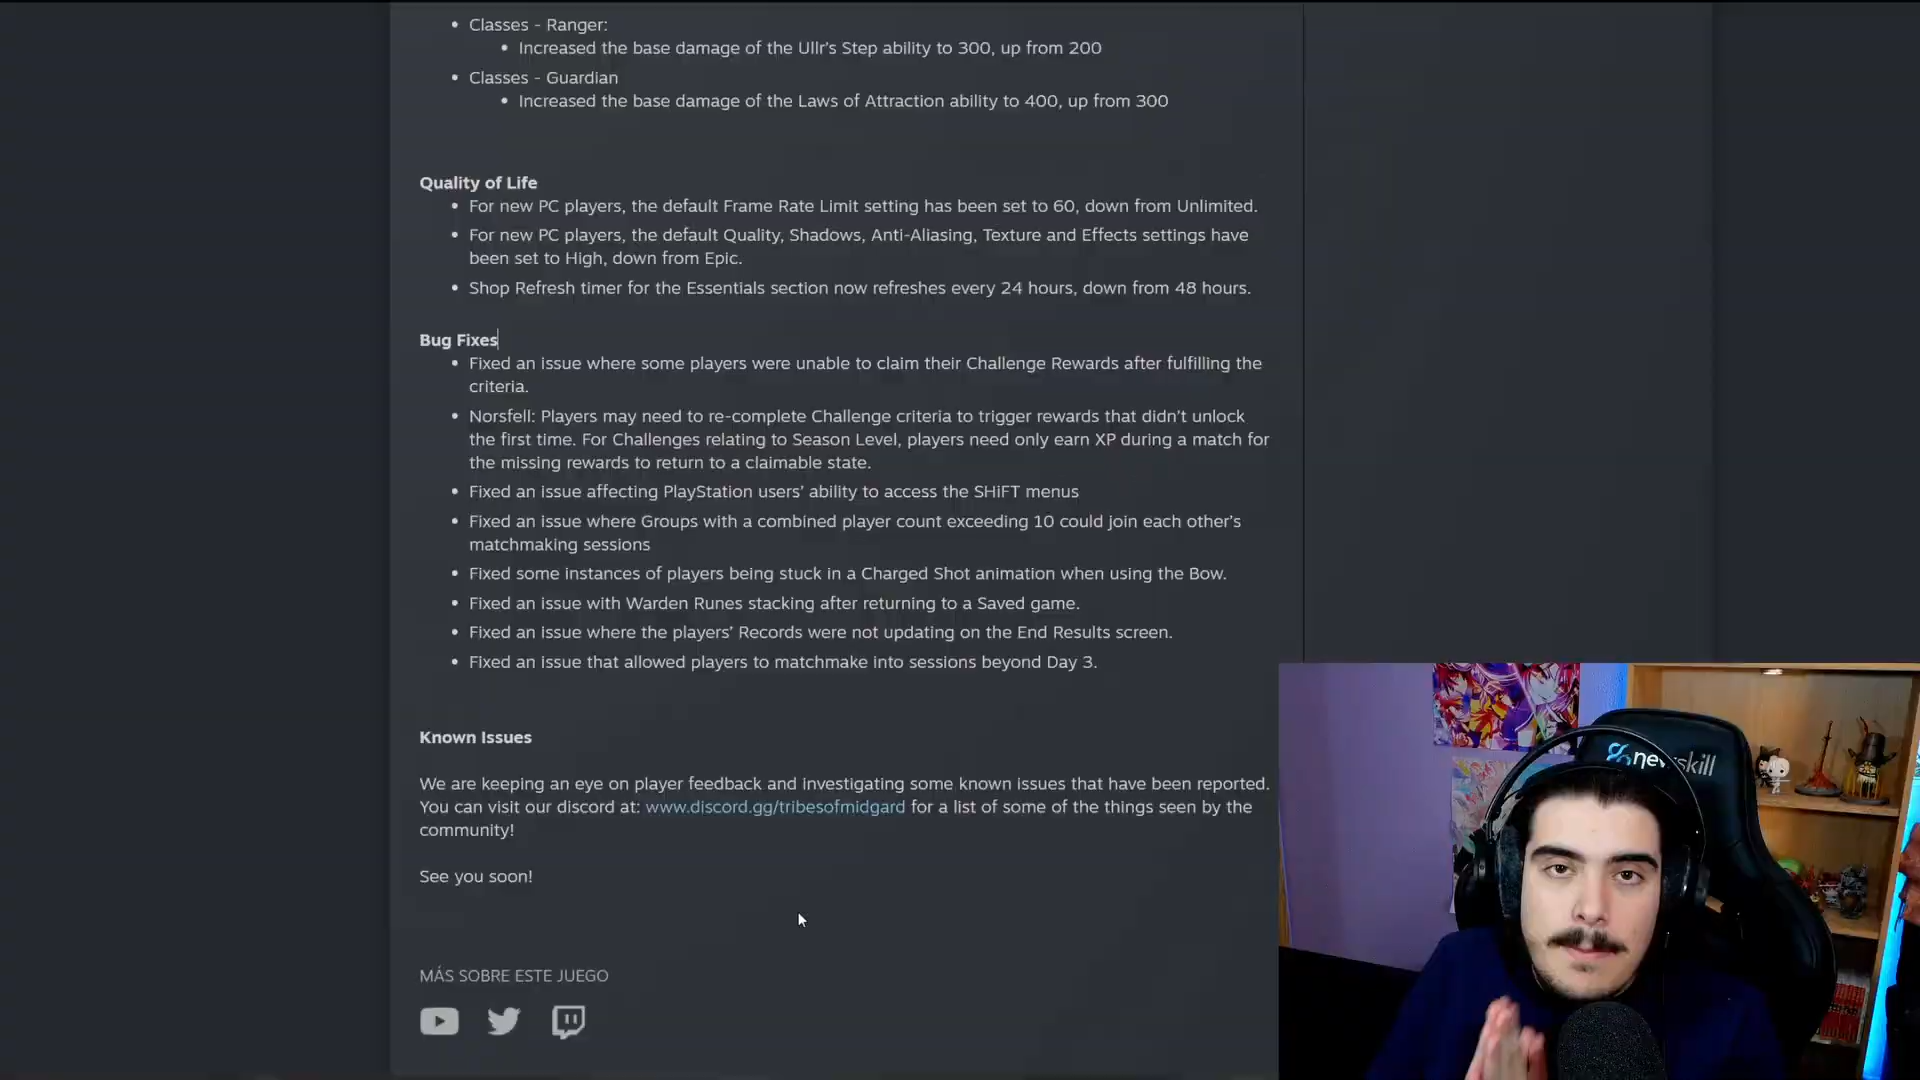 Classes - Ranger:
Increased the base damage of the Ullr's Step ability to 300, up from 200
Classes - Guardian
Increased the base damage of the Laws of Attraction ability to 400, up from 300
Quality of Life
For new PC players, the default Frame Rate Limit setting has been set to 60, down from Unlimited.
For new PC players, the default Quality, Shadows, Anti-Aliasing, Texture and Effects settings have
been set to High, down from Epic.
Shop Refresh timer for the Essentials section now refreshes every 24 hours, down from 48 hours.
Bug Fixes
Fixed an issue where some players were unable to claim their Challenge Rewards after fulfilling the
criteria.
Norsfell: Players may need to re-complete Challenge criteria to trigger rewards that didn't unlock
the first time. For Challenges relating to Season Level, players need only earn XP during a match for
the missing rewards to return to a claimable state.
Fixed an issue affecting PlayStation users' ability to access the SHiFT menus
Fixed an issue where Groups with a combined player count exceeding 10 could join each other's
matchmaking sessions
Fixed some instances of players being stuck in a Charged Shot animation when using the Bow.
Fixed an issue with Warden Runes stacking after returning to a Saved game.
Fixed an issue where the players' Records were not updating on the End Results screen.
Fixed an issue that allowed players to matchmake into sessions beyond Day 3.
Known Issues
We are keeping an eye on player feedback and investigating some known issues that have been reported.
You can visit our discord at: www.discord.gg/tribesofmidgard for a list of some of the things seen by the
community!
See you soon!
MÁS SOBRE ESTE JUEGO
newskill